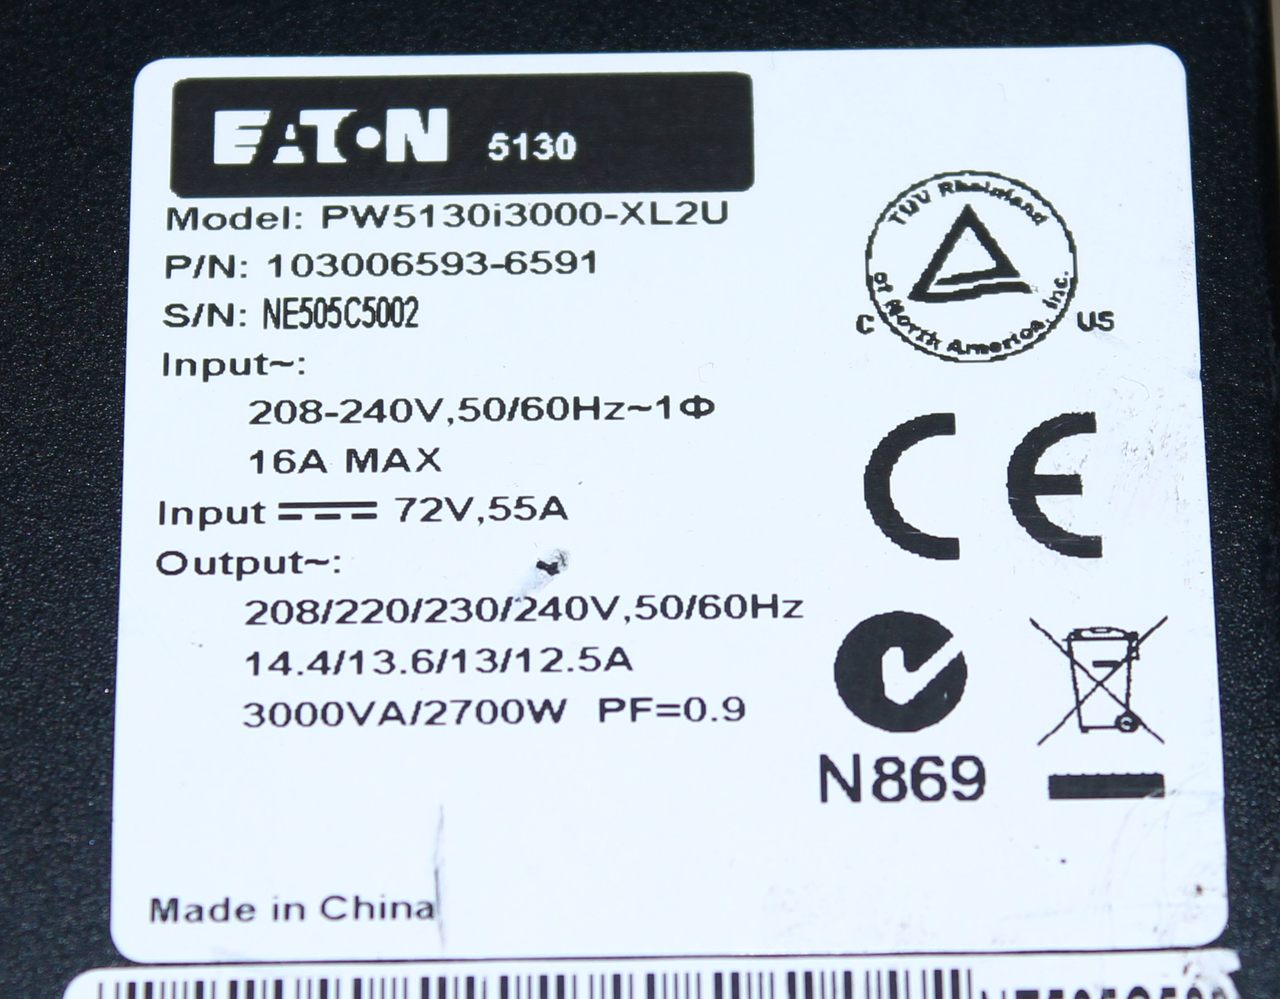 EATON 5130
Model: PW5130i3000-XL2U
P/N: 103006593-6591
S/N: NE505C5002
Input~:
208-240V,50/60Hz~1Φ
16A MAX
Input ⎓ 72V,55A
Output~:
208/220/230/240V,50/60Hz
14.4/13.6/13/12.5A
3000VA/2700W PF=0.9
Made in China
TUV Rheinland
of North America, Inc.
C US
CE
N869